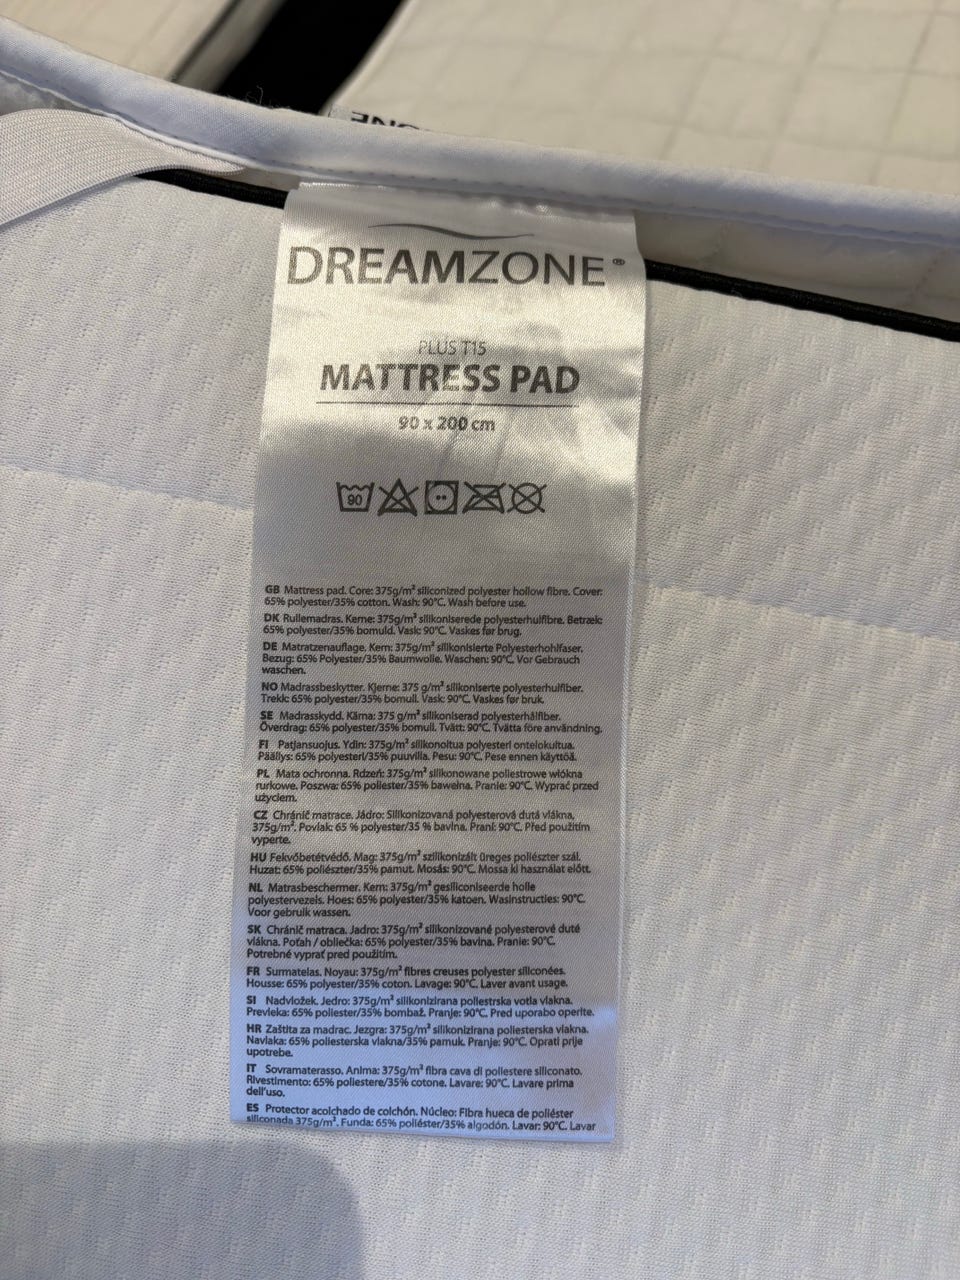 DREAMZONE®
PLUS T15
MATTRESS PAD
90 x 200 cm
90
GB Mattress pad. Core: 375g/m² siliconized polyester hollow fibre. Cover:
65% polyester/35% cotton. Wash: 90°C. Wash before use.
DK Rullemadras. Kerne: 375g/m² silikoniserede polyesterhulfibre. Betræk:
65% polyester/35% bomuld. Vask: 90°C. Vaskes før brug.
DE Matratzenauflage. Kern: 375g/m² silikonisierte Polyesterhohlfaser.
Bezug: 65% Polyester/35% Baumwolle. Waschen: 90°C. Vor Gebrauch
waschen.
NO Madrassbeskytter. Kjerne: 375 g/m² silikoniserte polyesterhulfiber.
Trekk: 65% polyester/35% bomull. Vask: 90°C. Vaskes før bruk.
SE Madrasskydd. Kärna: 375 g/m² silikoniserad polyesterhålfiber.
Överdrag: 65% polyester/35% bomull. Tvätt: 90°C. Tvätta före användning.
FI Patjansuojus. Ydin: 375g/m² silikonoitua polyesteri ontelokuitua.
Päällys: 65% polyesteri/35% puuvilla. Pesu: 90°C. Pese ennen käyttöä.
PL Mata ochronna. Rdzeń: 375g/m² silikonowane poliestrowe włókna
rurkowe. Poszwa: 65% poliester/35% bawełna. Pranie: 90°C. Wyprać przed
użyciem.
CZ Chránič matrace. Jádro: Silikonizovaná polyesterová dutá vlákna,
375g/m². Povlak: 65 % polyester/35 % bavlna. Praní: 90°C. Před použitím
vyperte.
HU Fekvőbetétvédő. Mag: 375g/m² szilikonizált üreges poliészter szál.
Huzat: 65% poliészter/35% pamut. Mosás: 90°C. Mossa ki használat előtt.
NL Matrasbeschermer. Kern: 375g/m² gesiliconiseerde holle
polyestervezels. Hoes: 65% polyester/35% katoen. Wasinstructies: 90°C.
Voor gebruik wassen.
SK Chránič matraca. Jadro: 375g/m² silikonizované polyesterové duté
vlákna. Poťah / obliečka: 65% polyester/35% bavlna. Pranie: 90°C.
Potrebné vyprať pred použitím.
FR Surmatelas. Noyau: 375g/m² fibres creuses polyester siliconées.
Housse: 65% polyester/35% coton. Lavage: 90°C. Laver avant usage.
SI Nadvložek. Jedro: 375g/m² silikonizirana poliestrska votla vlakna.
Prevleka: 65% poliester/35% bombaž. Pranje: 90°C. Pred uporabo operite.
HR Zaštita za madrac. Jezgra: 375g/m² silikonizirana poliesterska vlakna.
Navlaka: 65% poliesterska vlakna/35% pamuk. Pranje: 90°C. Oprati prije
upotrebe.
IT Sovramaterasso. Anima: 375g/m² fibra cava di poliestere siliconato.
Rivestimento: 65% poliestere/35% cotone. Lavare: 90°C. Lavare prima
dell'uso.
ES Protector acolchado de colchón. Núcleo: Fibra hueca de poliéster
siliconada 375g/m². Funda: 65% poliéster/35% algodón. Lavar: 90°C. Lavar